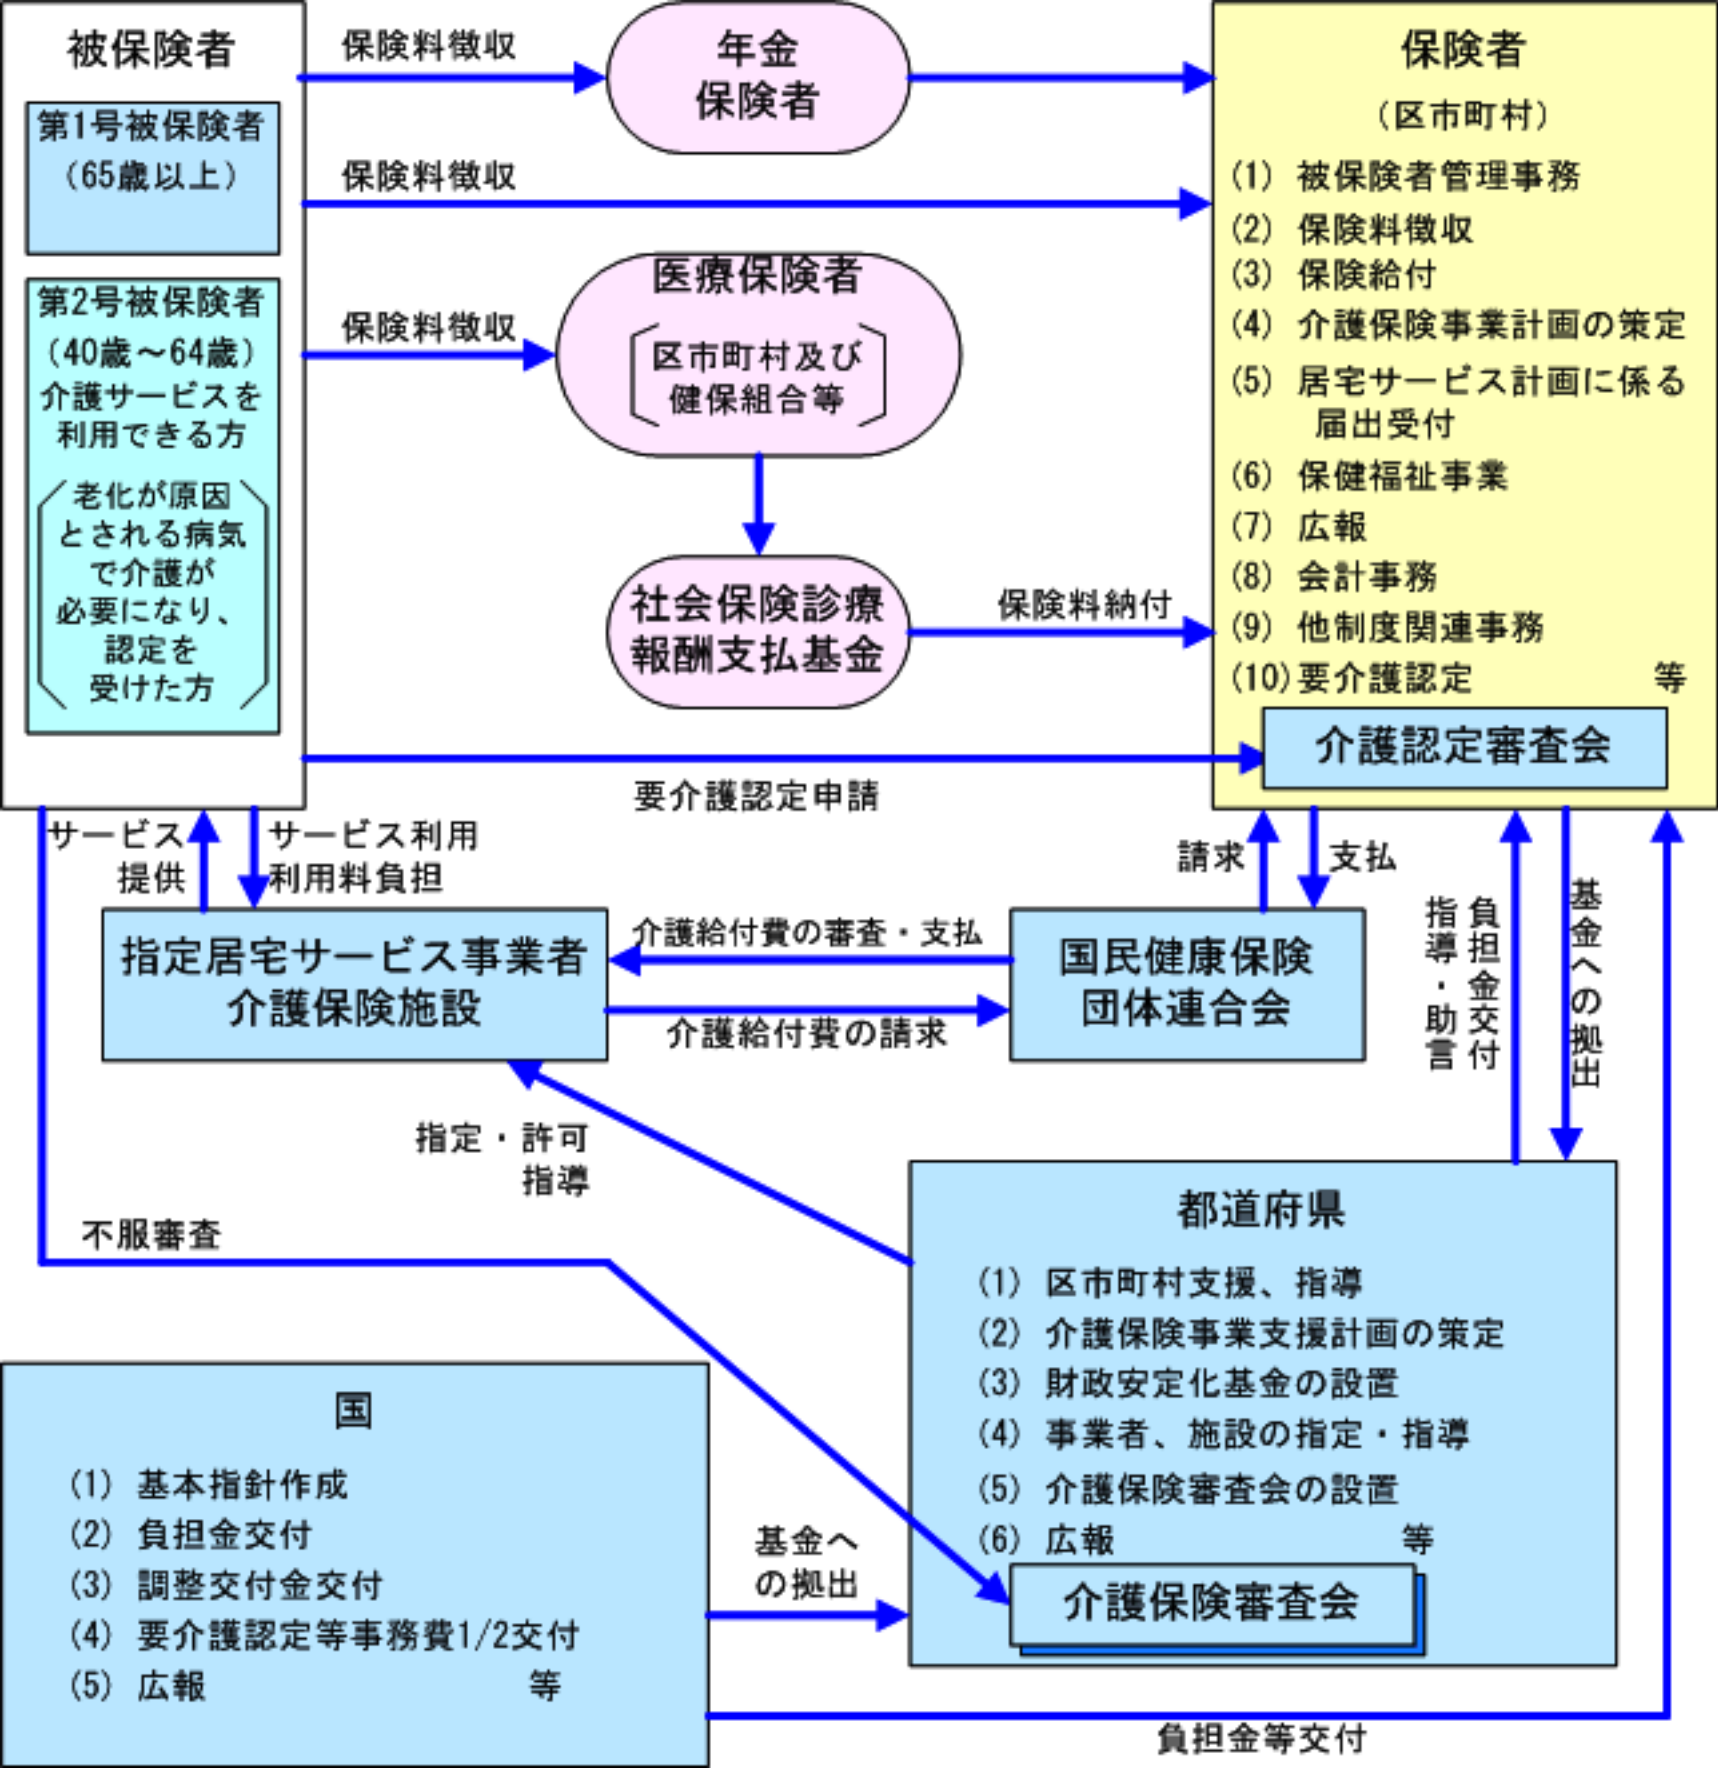 被保険者
第1号被保険者
（65歳以上）
第2号被保険者
（40歳～64歳）
介護サービスを
利用できる方
老化が原因
とされる病気
で介護が
必要になり、
認定を
受けた方
保険料徴収
年金
保険者
保険料徴収
保険料徴収
医療保険者
区市町村及び
健保組合等
社会保険診療
報酬支払基金
保険料納付
要介護認定申請
保険者
（区市町村）
(1) 被保険者管理事務
(2) 保険料徴収
(3) 保険給付
(4) 介護保険事業計画の策定
(5) 居宅サービス計画に係る
届出受付
(6) 保健福祉事業
(7) 広報
(8) 会計事務
(9) 他制度関連事務
(10)要介護認定 等
介護認定審査会
サービス
提供
サービス利用
利用料負担
請求
支払
指定居宅サービス事業者
介護保険施設
介護給付費の審査・支払
介護給付費の請求
国民健康保険
団体連合会
負担金交付
指導・助言
基金への拠出
指定・許可
指導
不服審査
都道府県
(1) 区市町村支援、指導
(2) 介護保険事業支援計画の策定
(3) 財政安定化基金の設置
(4) 事業者、施設の指定・指導
(5) 介護保険審査会の設置
(6) 広報 等
介護保険審査会
国
(1) 基本指針作成
(2) 負担金交付
(3) 調整交付金交付
(4) 要介護認定等事務費1/2交付
(5) 広報 等
基金へ
の拠出
負担金等交付